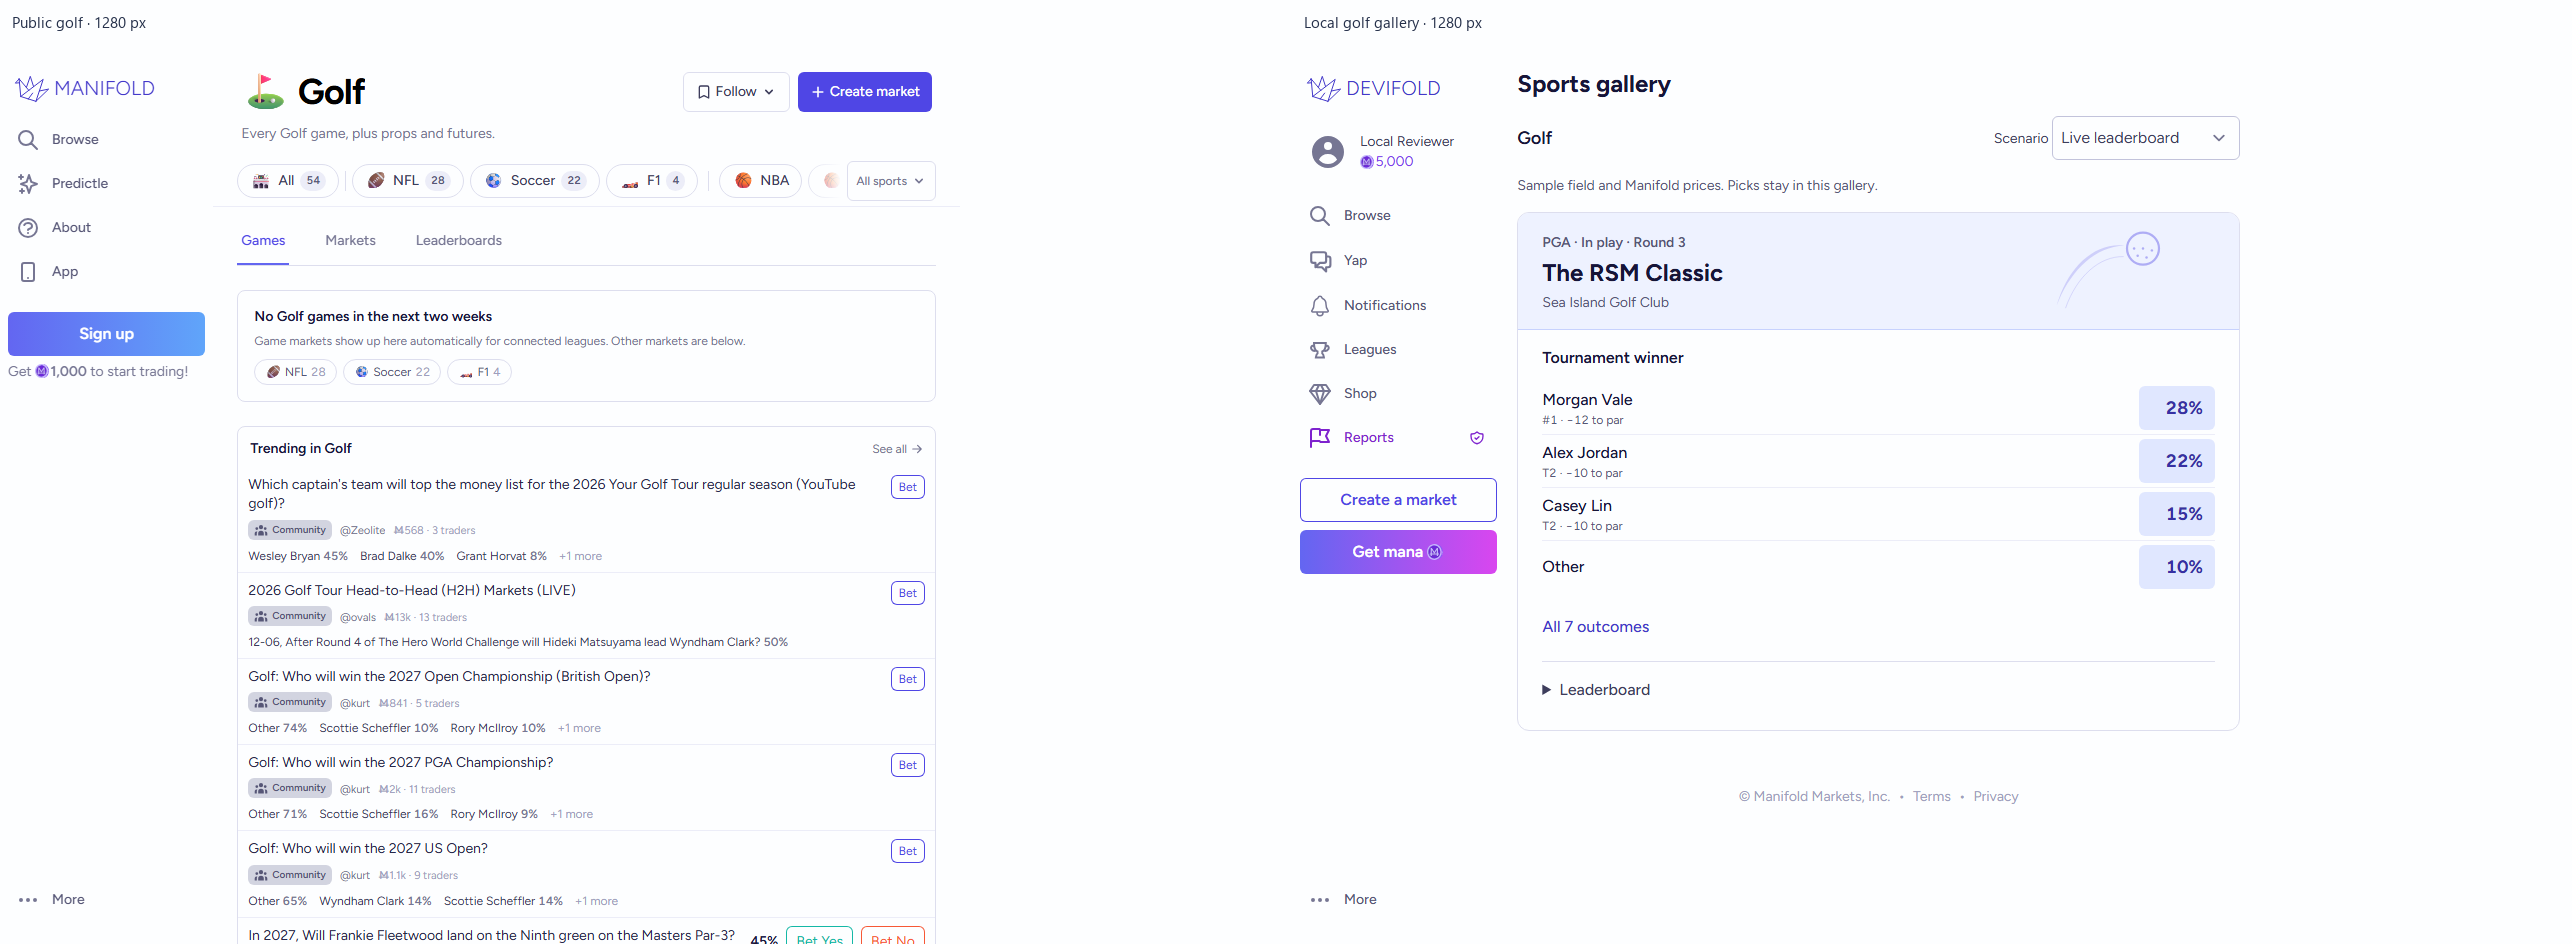 Public golf · 1280 px
MANIFOLD
Browse
Predictle
About
App
Sign up
Get M1,000 to start trading!
More
Golf
Follow
+ Create market
Every Golf game, plus props and futures.
All 54
NFL 28
Soccer 22
F1 4
NBA
All sports
Games Markets Leaderboards
No Golf games in the next two weeks
Game markets show up here automatically for connected leagues. Other markets are below.
NFL 28 Soccer 22 F1 4
Trending in Golf See all →
Which captain's team will top the money list for the 2026 Your Golf Tour regular season (YouTube Bet
golf)?
Community @Zeolite M568 · 3 traders
Wesley Bryan 45% Brad Dalke 40% Grant Horvat 8% +1 more
2026 Golf Tour Head-to-Head (H2H) Markets (LIVE) Bet
Community @ovals M13k · 13 traders
12-06, After Round 4 of The Hero World Challenge will Hideki Matsuyama lead Wyndham Clark? 50%
Golf: Who will win the 2027 Open Championship (British Open)? Bet
Community @kurt M841 · 5 traders
Other 74% Scottie Scheffler 10% Rory McIlroy 10% +1 more
Golf: Who will win the 2027 PGA Championship? Bet
Community @kurt M2k · 11 traders
Other 71% Scottie Scheffler 16% Rory McIlroy 9% +1 more
Golf: Who will win the 2027 US Open? Bet
Community @kurt M1.1k · 9 traders
Other 65% Wyndham Clark 14% Scottie Scheffler 14% +1 more
In 2027, Will Frankie Fleetwood land on the Ninth green on the Masters Par-3? 45% Bet Yes Bet No
Local golf gallery · 1280 px
DEVIFOLD
Local Reviewer
M5,000
Browse
Yap
Notifications
Leagues
Shop
Reports
Create a market
Get mana M
More
Sports gallery
Golf
Scenario Live leaderboard
Sample field and Manifold prices. Picks stay in this gallery.
PGA · In play · Round 3
The RSM Classic
Sea Island Golf Club
Tournament winner
Morgan Vale 28%
#1 · -12 to par
Alex Jordan 22%
T2 · -10 to par
Casey Lin 15%
T2 · -10 to par
Other 10%
All 7 outcomes
Leaderboard
© Manifold Markets, Inc. • Terms • Privacy